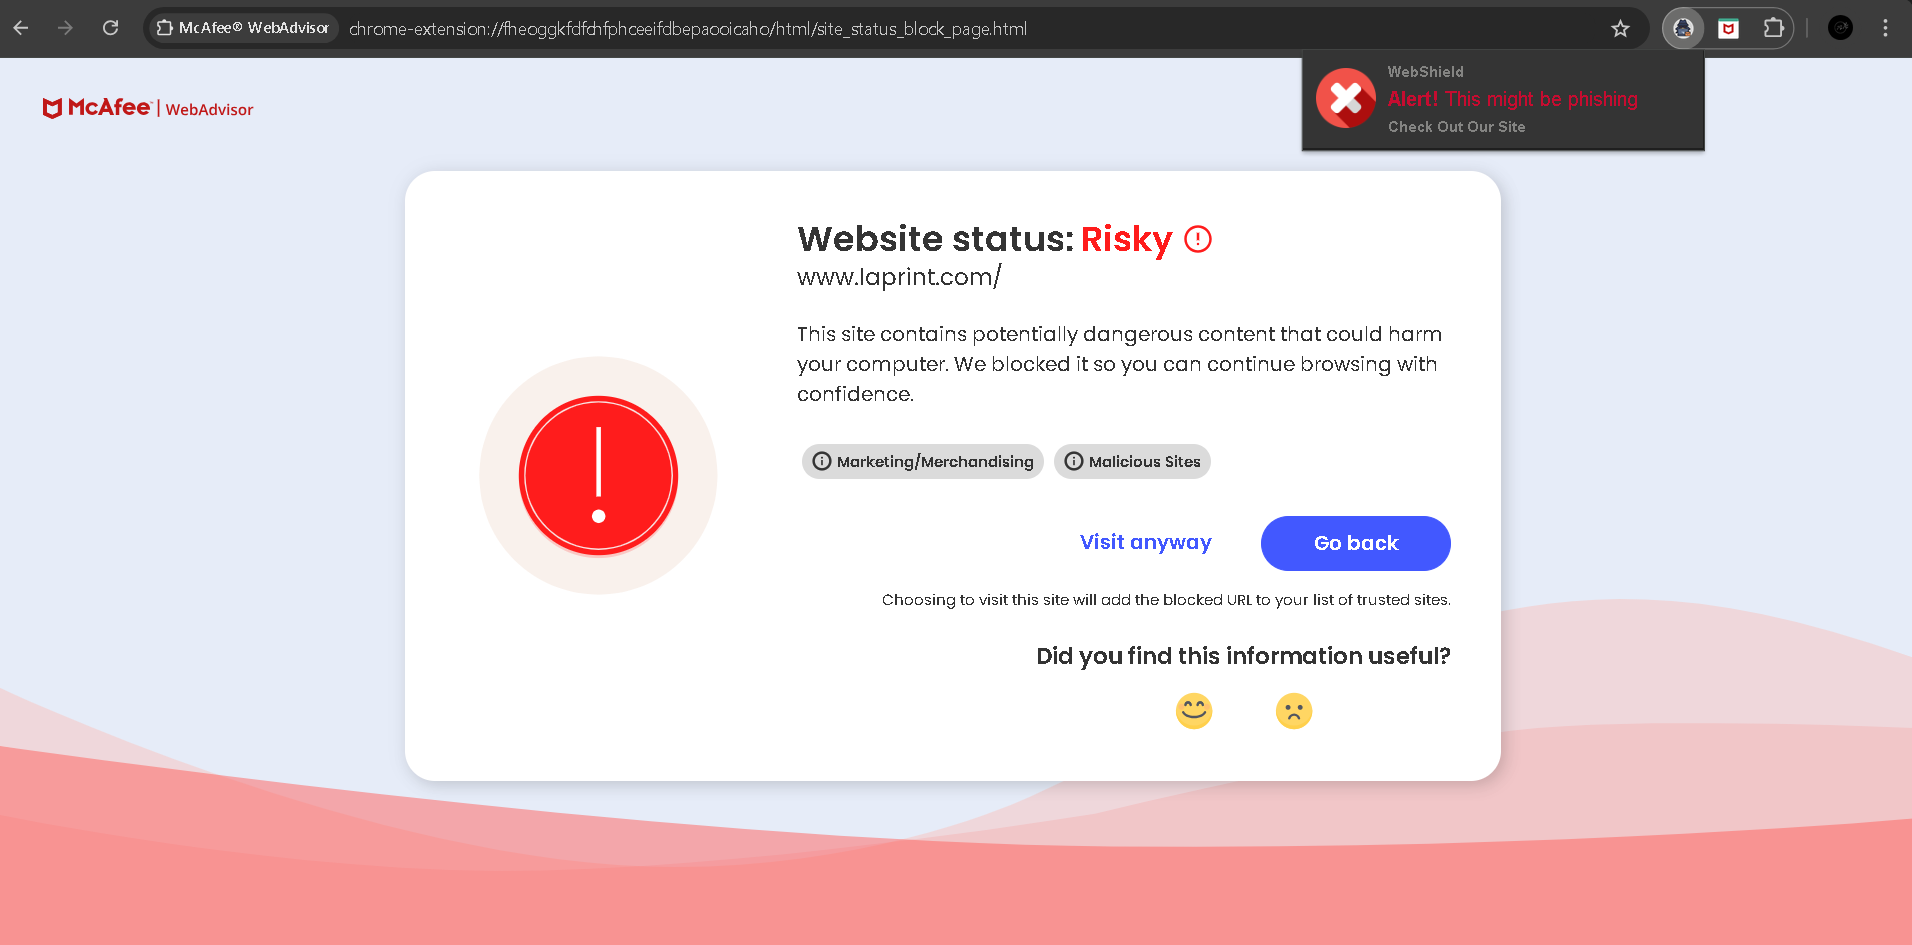 McAfee® WebAdvisor chrome-extension://fheoggkfdfchfphceeifdbepaooicaho/html/site_status_block_page.html
McAfee™ | WebAdvisor
WebShield
Alert! This might be phishing
Check Out Our Site
Website status: Risky
www.laprint.com/
This site contains potentially dangerous content that could harm
your computer. We blocked it so you can continue browsing with
confidence.
Marketing/Merchandising Malicious Sites
Visit anyway Go back
Choosing to visit this site will add the blocked URL to your list of trusted sites.
Did you find this information useful?